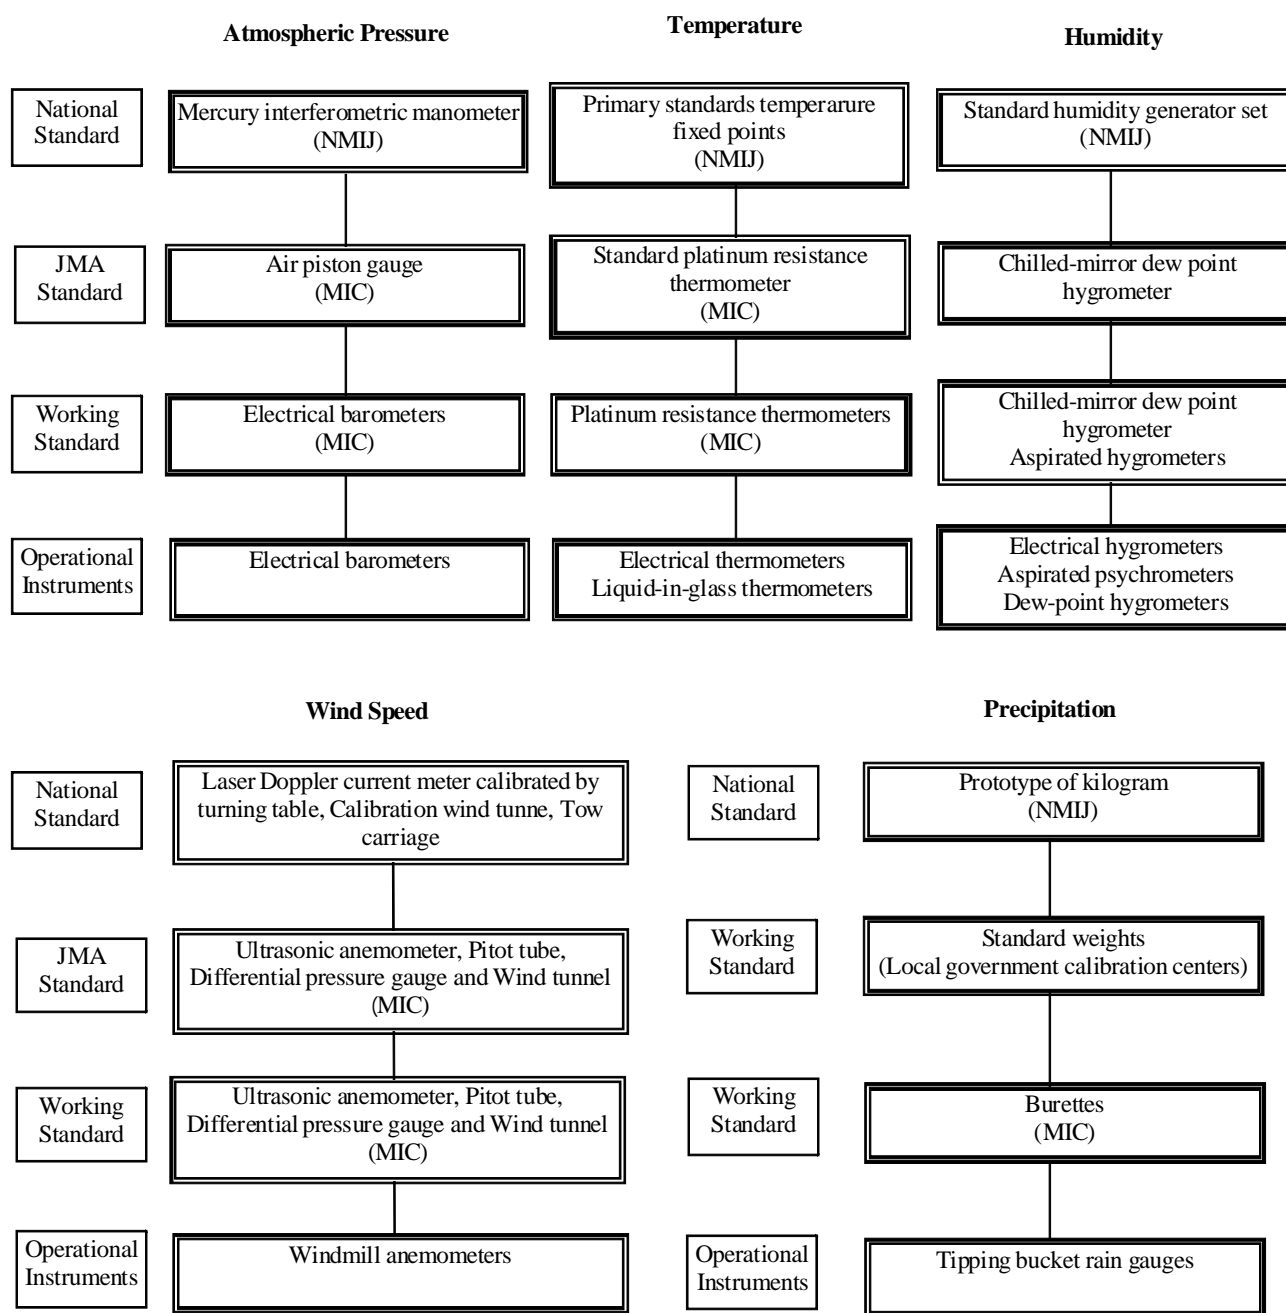 Atmospheric Pressure
Temperature
Humidity
National
Standard
Mercury interferometric manometer
(NMIJ)
Primary standards temperarure
fixed points
(NMIJ)
Standard humidity generator set
(NMIJ)
JMA
Standard
Air piston gauge
(MIC)
Standard platinum resistance
thermometer
(MIC)
Chilled-mirror dew point
hygrometer
Working
Standard
Electrical barometers
(MIC)
Platinum resistance thermometers
(MIC)
Chilled-mirror dew point
hygrometer
Aspirated hygrometers
Operational
Instruments
Electrical barometers
Electrical thermometers
Liquid-in-glass thermometers
Electrical hygrometers
Aspirated psychrometers
Dew-point hygrometers
Wind Speed
National
Standard
Laser Doppler current meter calibrated by
turning table, Calibration wind tunne, Tow
carriage
JMA
Standard
Ultrasonic anemometer, Pitot tube,
Differential pressure gauge and Wind tunnel
(MIC)
Working
Standard
Ultrasonic anemometer, Pitot tube,
Differential pressure gauge and Wind tunnel
(MIC)
Operational
Instruments
Windmill anemometers
Precipitation
National
Standard
Prototype of kilogram
(NMIJ)
Working
Standard
Standard weights
(Local government calibration centers)
Working
Standard
Burettes
(MIC)
Operational
Instruments
Tipping bucket rain gauges